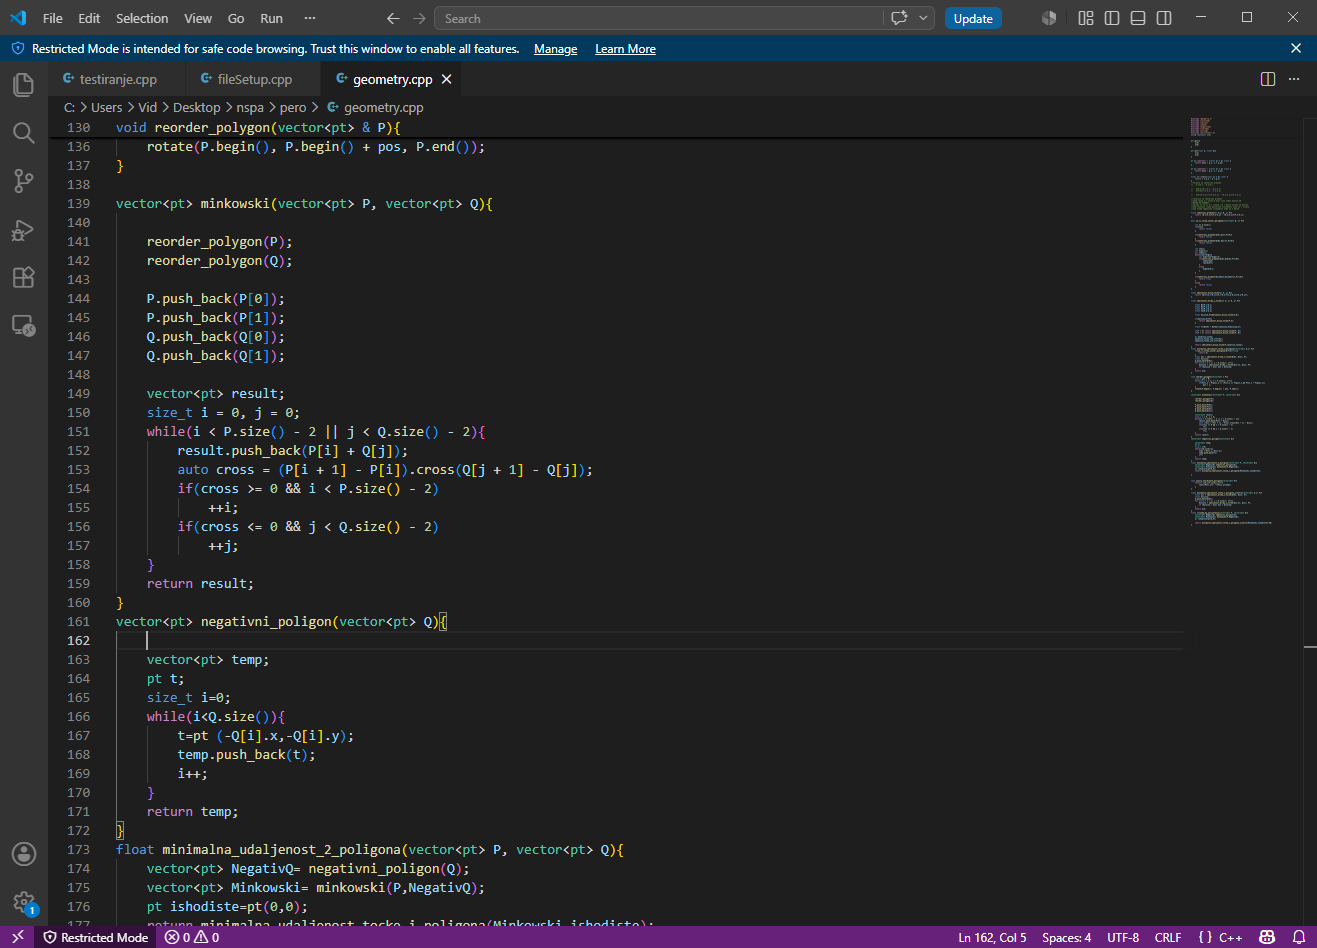 File Edit Selection View Go Run ··· Search Update
Restricted Mode is intended for safe code browsing. Trust this window to enable all features. Manage Learn More
testiranje.cpp fileSetup.cpp geometry.cpp
C: > Users > Vid > Desktop > nspa > pero > geometry.cpp
130 void reorder_polygon(vector<pt> & P){
136 rotate(P.begin(), P.begin() + pos, P.end());
137 }
138
139 vector<pt> minkowski(vector<pt> P, vector<pt> Q){
140
141 reorder_polygon(P);
142 reorder_polygon(Q);
143
144 P.push_back(P[0]);
145 P.push_back(P[1]);
146 Q.push_back(Q[0]);
147 Q.push_back(Q[1]);
148
149 vector<pt> result;
150 size_t i = 0, j = 0;
151 while(i < P.size() - 2 || j < Q.size() - 2){
152 result.push_back(P[i] + Q[j]);
153 auto cross = (P[i + 1] - P[i]).cross(Q[j + 1] - Q[j]);
154 if(cross >= 0 && i < P.size() - 2)
155 ++i;
156 if(cross <= 0 && j < Q.size() - 2)
157 ++j;
158 }
159 return result;
160 }
161 vector<pt> negativni_poligon(vector<pt> Q){
162
163 vector<pt> temp;
164 pt t;
165 size_t i=0;
166 while(i<Q.size()){
167 t=pt (-Q[i].x,-Q[i].y);
168 temp.push_back(t);
169 i++;
170 }
171 return temp;
172 }
173 float minimalna_udaljenost_2_poligona(vector<pt> P, vector<pt> Q){
174 vector<pt> NegativQ= negativni_poligon(Q);
175 vector<pt> Minkowski= minkowski(P,NegativQ);
176 pt ishodiste=pt(0,0);
177 return minimalna_udaljenost_tocke_i_poligona(Minkowski,ishodiste);
1
Restricted Mode 0 0 Ln 162, Col 5 Spaces: 4 UTF-8 CRLF {} C++